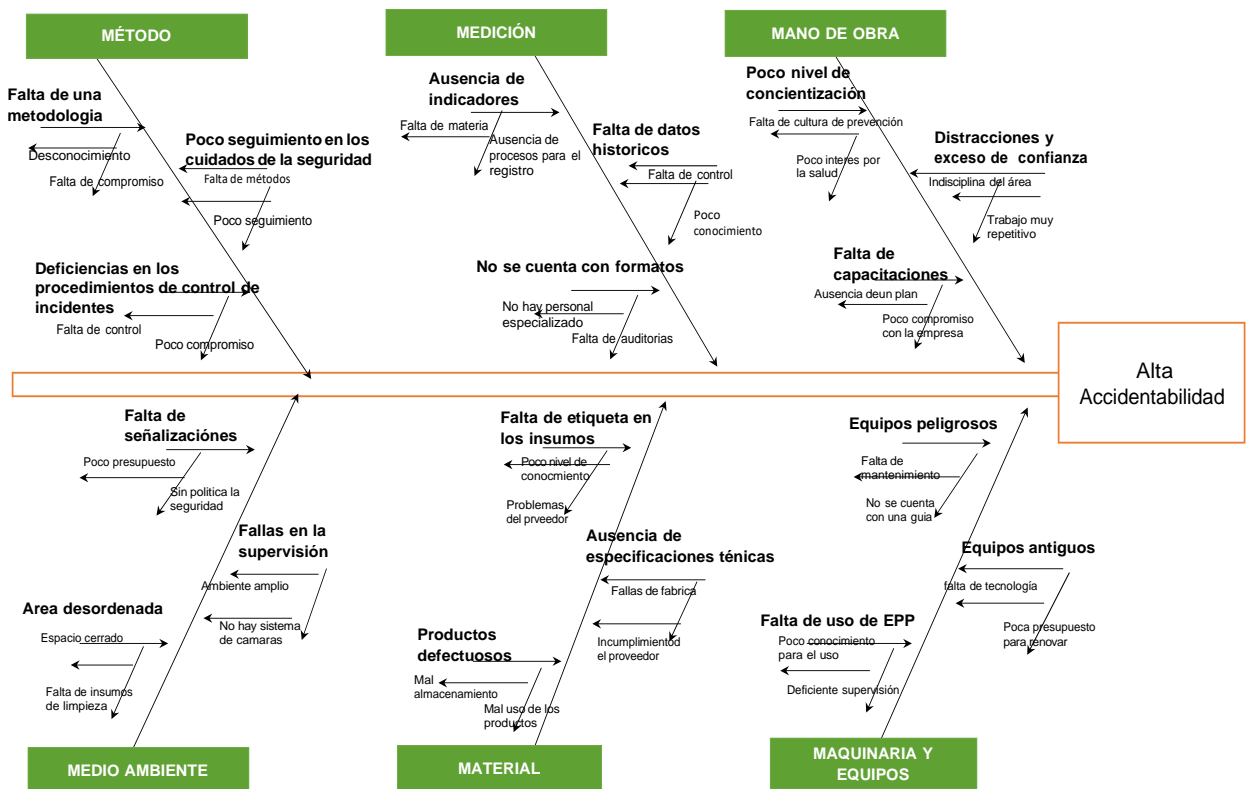 MÉTODO
MEDICIÓN
MANO DE OBRA
Falta de una
metodologia
Desconocimiento
Falta de compromiso
Poco seguimiento en los
cuidados de la seguridad
Falta de métodos
Poco seguimiento
Deficiencias en los
procedimientos de control de
incidentes
Falta de control
Poco compromiso
Ausencia de
indicadores
Falta de materia
Ausencia de
procesos para el
registro
Falta de datos
historicos
Falta de control
Poco
conocimiento
No se cuenta con formatos
No hay personal
especializado
Falta de auditorias
Poco nivel de
concientización
Falta de cultura de prevención
Poco interes por
la salud
Distracciones y
exceso de confianza
Indisciplina del área
Trabajo muy
repetitivo
Falta de
capacitaciones
Ausencia deun plan
Poco compromiso
con la empresa
Alta
Accidentabilidad
Falta de
señalizaciónes
Poco presupuesto
Sin politica la
seguridad
Fallas en la
supervisión
Ambiente amplio
No hay sistema
de camaras
Area desordenada
Espacio cerrado
Falta de insumos
de limpieza
Falta de etiqueta en
los insumos
Poco nivel de
conocmiento
Problemas
del prveedor
Ausencia de
especificaciones ténicas
Fallas de fabrica
Incumplimientod
el proveedor
Productos
defectuosos
Mal
almacenamiento
Mal uso de los
productos
Equipos peligrosos
Falta de
mantenimiento
No se cuenta
con una guia
Equipos antiguos
falta de tecnología
Poca presupuesto
para renovar
Falta de uso de EPP
Poco conocimiento
para el uso
Deficiente supervisión
MEDIO AMBIENTE
MATERIAL
MAQUINARIA Y
EQUIPOS